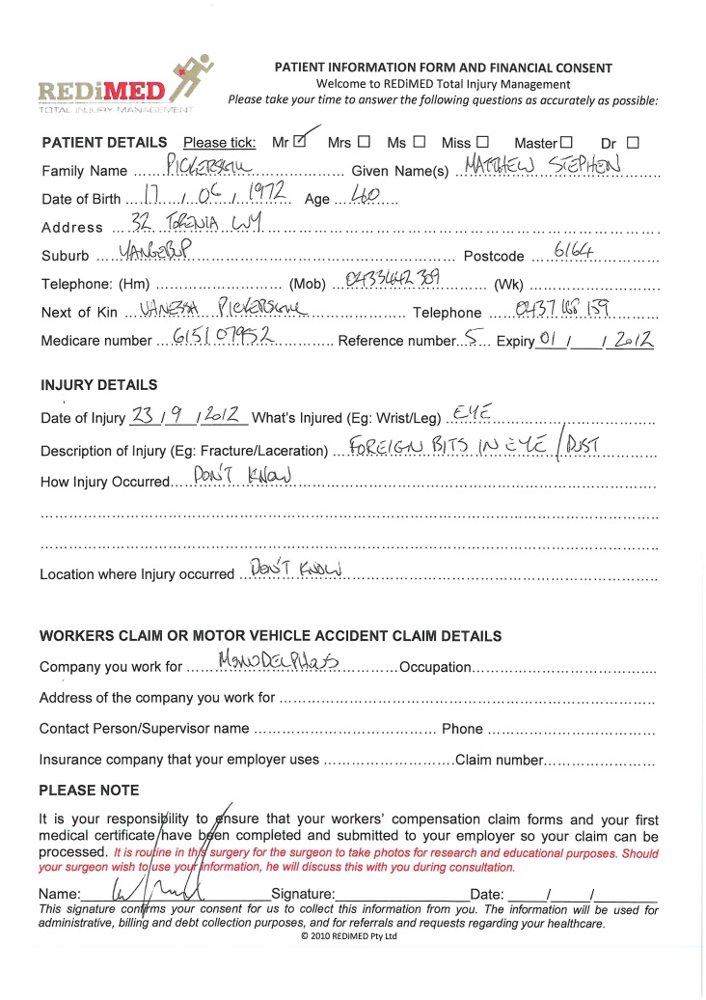 REDiMED
TOTAL INJURY MANAGEMENT
PATIENT INFORMATION FORM AND FINANCIAL CONSENT
Welcome to REDiMED Total Injury Management
Please take your time to answer the following questions as accurately as possible:
PATIENT DETAILS Please tick: Mr ☑ Mrs ☐ Ms ☐ Miss ☐ Master ☐ Dr ☐
Family Name ...... Given Name(s) MATTHEW STEPHEN
Date of Birth 17 / 06 / 1972 Age 40
Address 32 TORENIA WY
Suburb YANGEBUP Postcode 6164
Telephone: (Hm) ...... (Mob) ...... (Wk) ......
Next of Kin VANESSA Telephone 0437 168 159
Medicare number 6151 07952 Reference number 5 Expiry 01 / / 2012
INJURY DETAILS
Date of Injury 23 / 9 / 2012 What's Injured (Eg: Wrist/Leg) EYE
Description of Injury (Eg: Fracture/Laceration) FOREIGN BITS IN EYE / DUST
How Injury Occurred DON'T KNOW
Location where Injury occurred DON'T KNOW
WORKERS CLAIM OR MOTOR VEHICLE ACCIDENT CLAIM DETAILS
Company you work for MONODELPHOUS Occupation......
Address of the company you work for ......
Contact Person/Supervisor name ...... Phone ......
Insurance company that your employer uses ...... Claim number......
PLEASE NOTE
It is your responsibility to ensure that your workers' compensation claim forms and your first
medical certificate have been completed and submitted to your employer so your claim can be
processed. It is routine in this surgery for the surgeon to take photos for research and educational purposes. Should
your surgeon wish to use your information, he will discuss this with you during consultation.
Name: Signature: Date: / /
This signature confirms your consent for us to collect this information from you. The information will be used for
administrative, billing and debt collection purposes, and for referrals and requests regarding your healthcare.
© 2010 REDiMED Pty Ltd